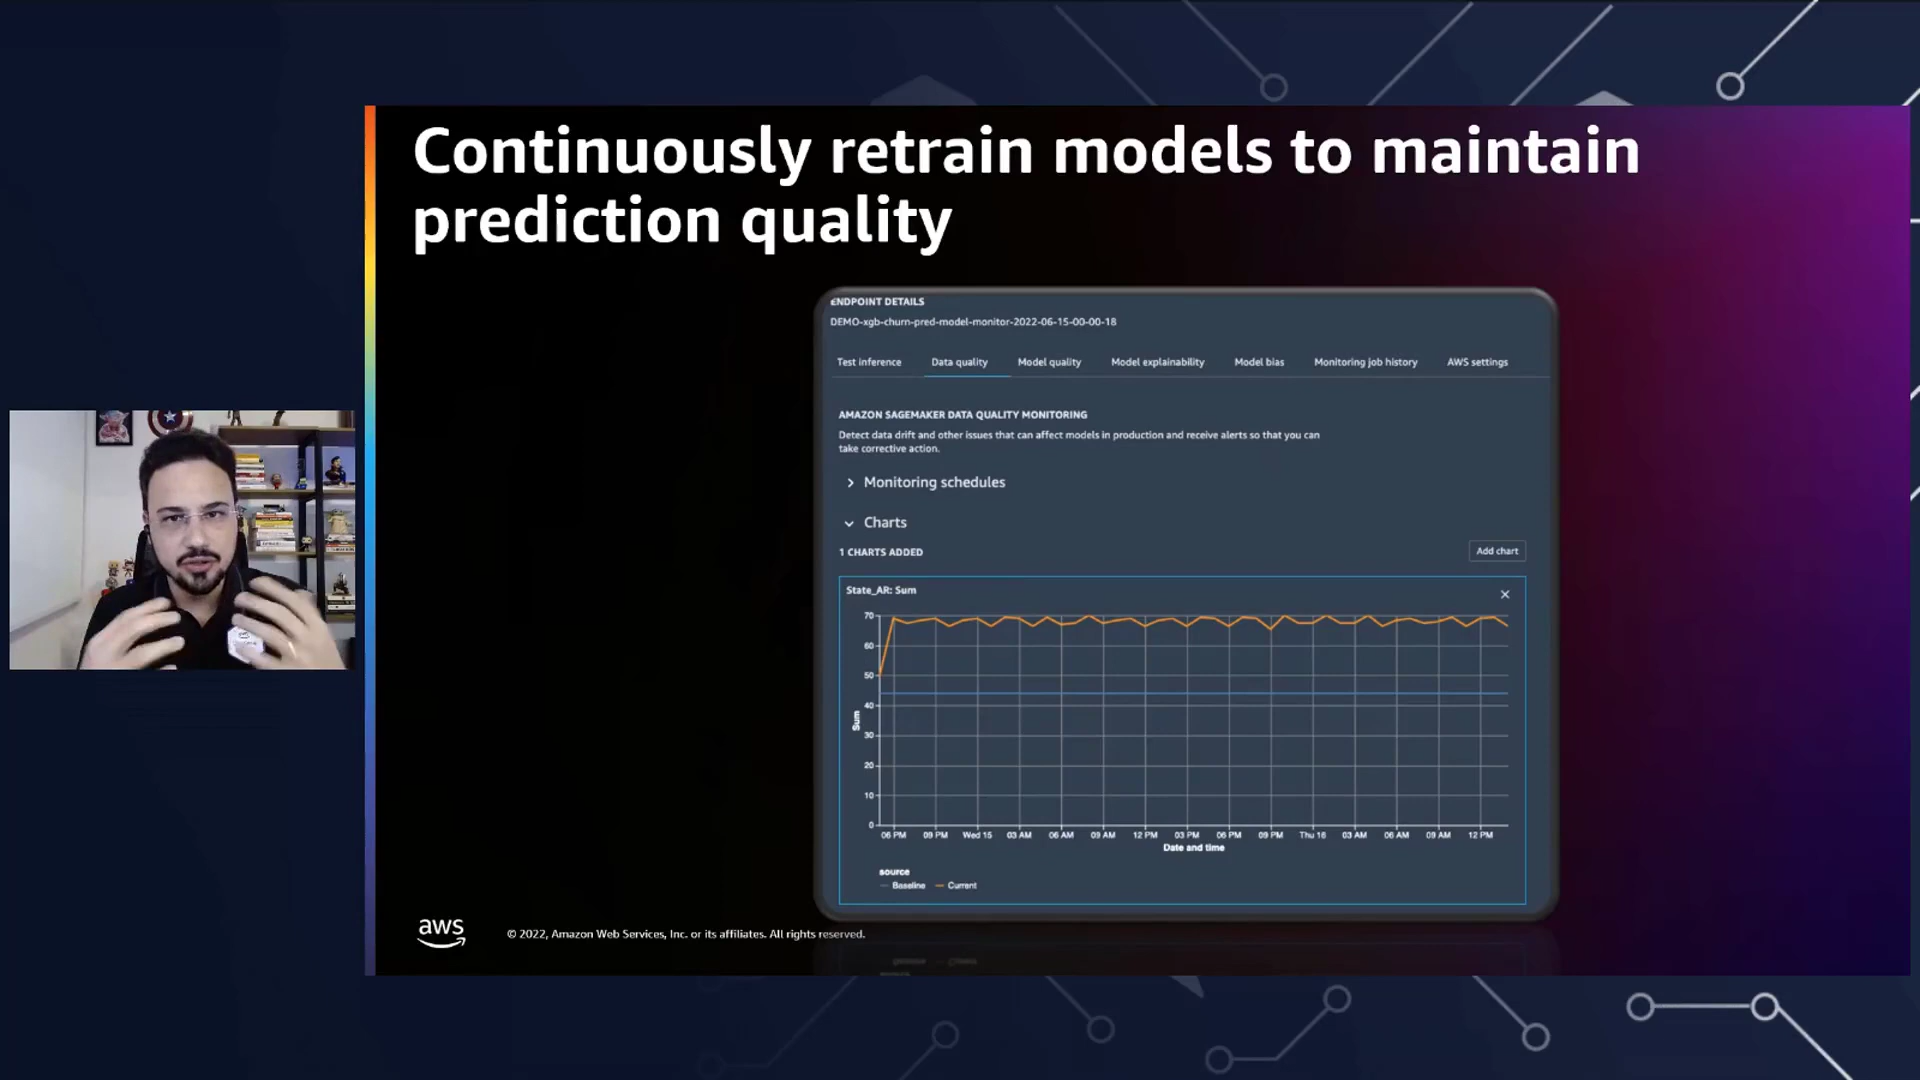 Continuously retrain models to maintain
prediction quality
ENDPOINT DETAILS
DEMO-xgb-churn-pred-model-monitor-2022-06-15-00-00-18
Test inference Data quality Model quality Model explainability Model bias Monitoring job history AWS settings
AMAZON SAGEMAKER DATA QUALITY MONITORING
Detect data drift and other issues that can affect models in production and receive alerts so that you can
take corrective action.
Monitoring schedules
Charts
1 CHARTS ADDED
Add chart
State_AR: Sum
70
60
50
40
30
20
10
0
Sum
06 PM 09 PM Wed 15 03 AM 06 AM 09 AM 12 PM 03 PM 06 PM 09 PM Thu 16 03 AM 06 AM 09 AM 12 PM
Date and time
source
Baseline Current
aws
© 2022, Amazon Web Services, Inc. or its affiliates. All rights reserved.